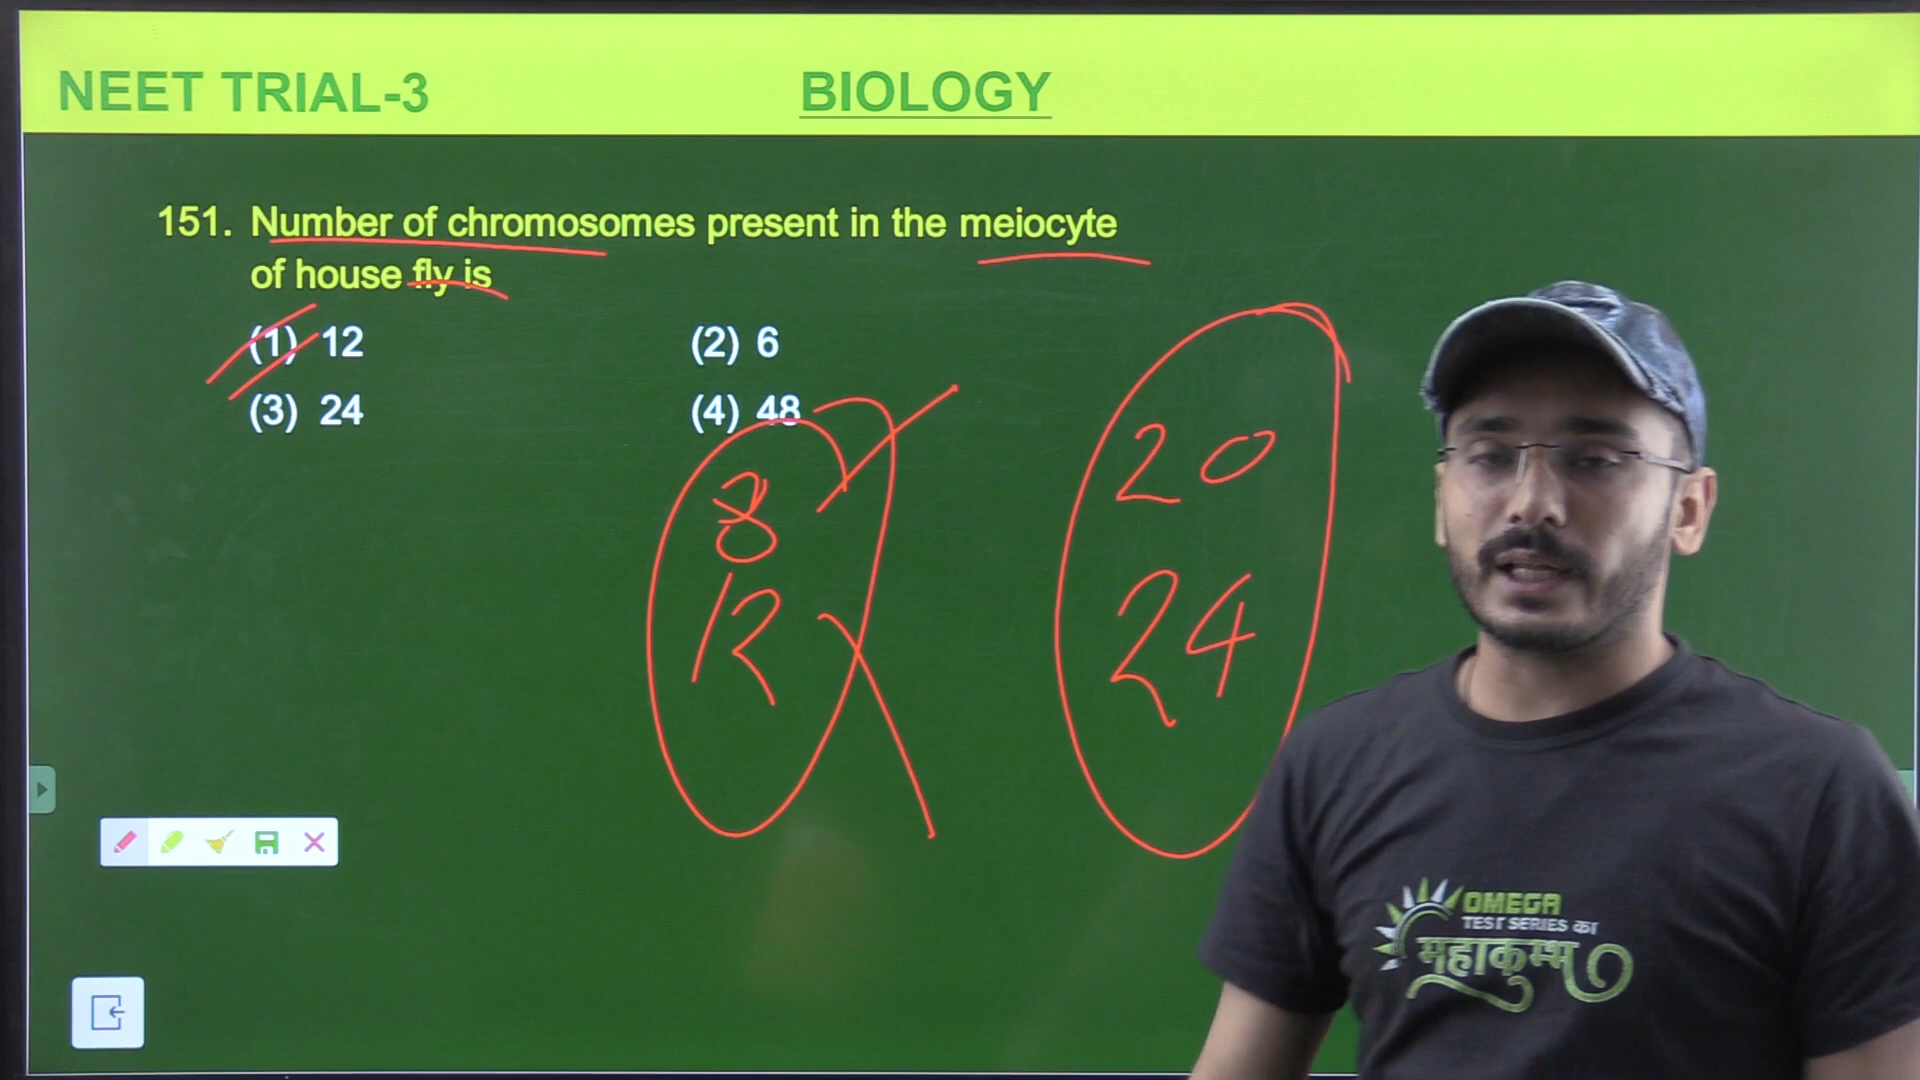 NEET TRIAL-3 BIOLOGY
151. Number of chromosomes present in the meiocyte
of house fly is
(1) 12 (2) 6
(3) 24 (4) 48
8
12
20
24
OMEGA
TEST SERIES का
महाकुम्भ